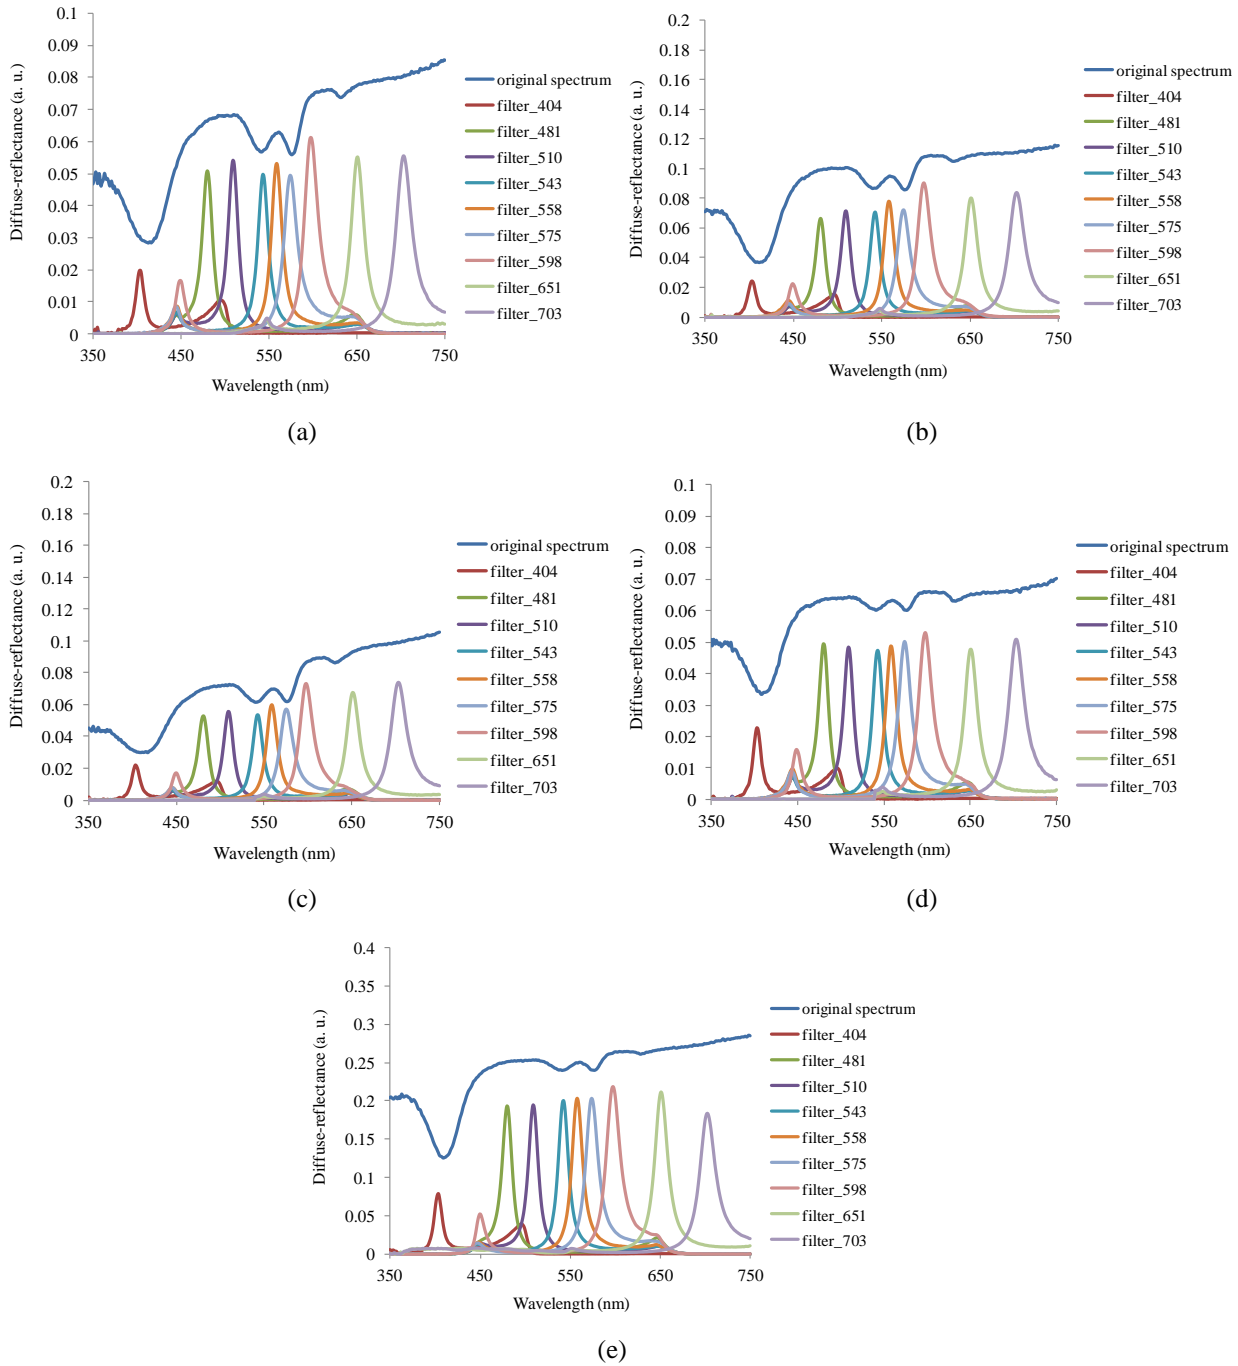 0.1
0.09
0.08
0.07
0.06
0.05
0.04
0.03
0.02
0.01
0
Diffuse-reflectance (a. u.)
350 450 550 650 750
Wavelength (nm)
original spectrum
filter_404
filter_481
filter_510
filter_543
filter_558
filter_575
filter_598
filter_651
filter_703
(a)
0.2
0.18
0.16
0.14
0.12
0.1
0.08
0.06
0.04
0.02
0
Diffuse-reflectance (a. u.)
350 450 550 650 750
Wavelength (nm)
original spectrum
filter_404
filter_481
filter_510
filter_543
filter_558
filter_575
filter_598
filter_651
filter_703
(b)
0.2
0.18
0.16
0.14
0.12
0.1
0.08
0.06
0.04
0.02
0
Diffuse-reflectance (a. u.)
350 450 550 650 750
Wavelength (nm)
original spectrum
filter_404
filter_481
filter_510
filter_543
filter_558
filter_575
filter_598
filter_651
filter_703
(c)
0.1
0.09
0.08
0.07
0.06
0.05
0.04
0.03
0.02
0.01
0
Diffuse-reflectance (a. u.)
350 450 550 650 750
Wavelength (nm)
original spectrum
filter_404
filter_481
filter_510
filter_543
filter_558
filter_575
filter_598
filter_651
filter_703
(d)
0.4
0.35
0.3
0.25
0.2
0.15
0.1
0.05
0
Diffuse-reflectance (a. u.)
350 450 550 650 750
Wavelength (nm)
original spectrum
filter_404
filter_481
filter_510
filter_543
filter_558
filter_575
filter_598
filter_651
filter_703
(e)